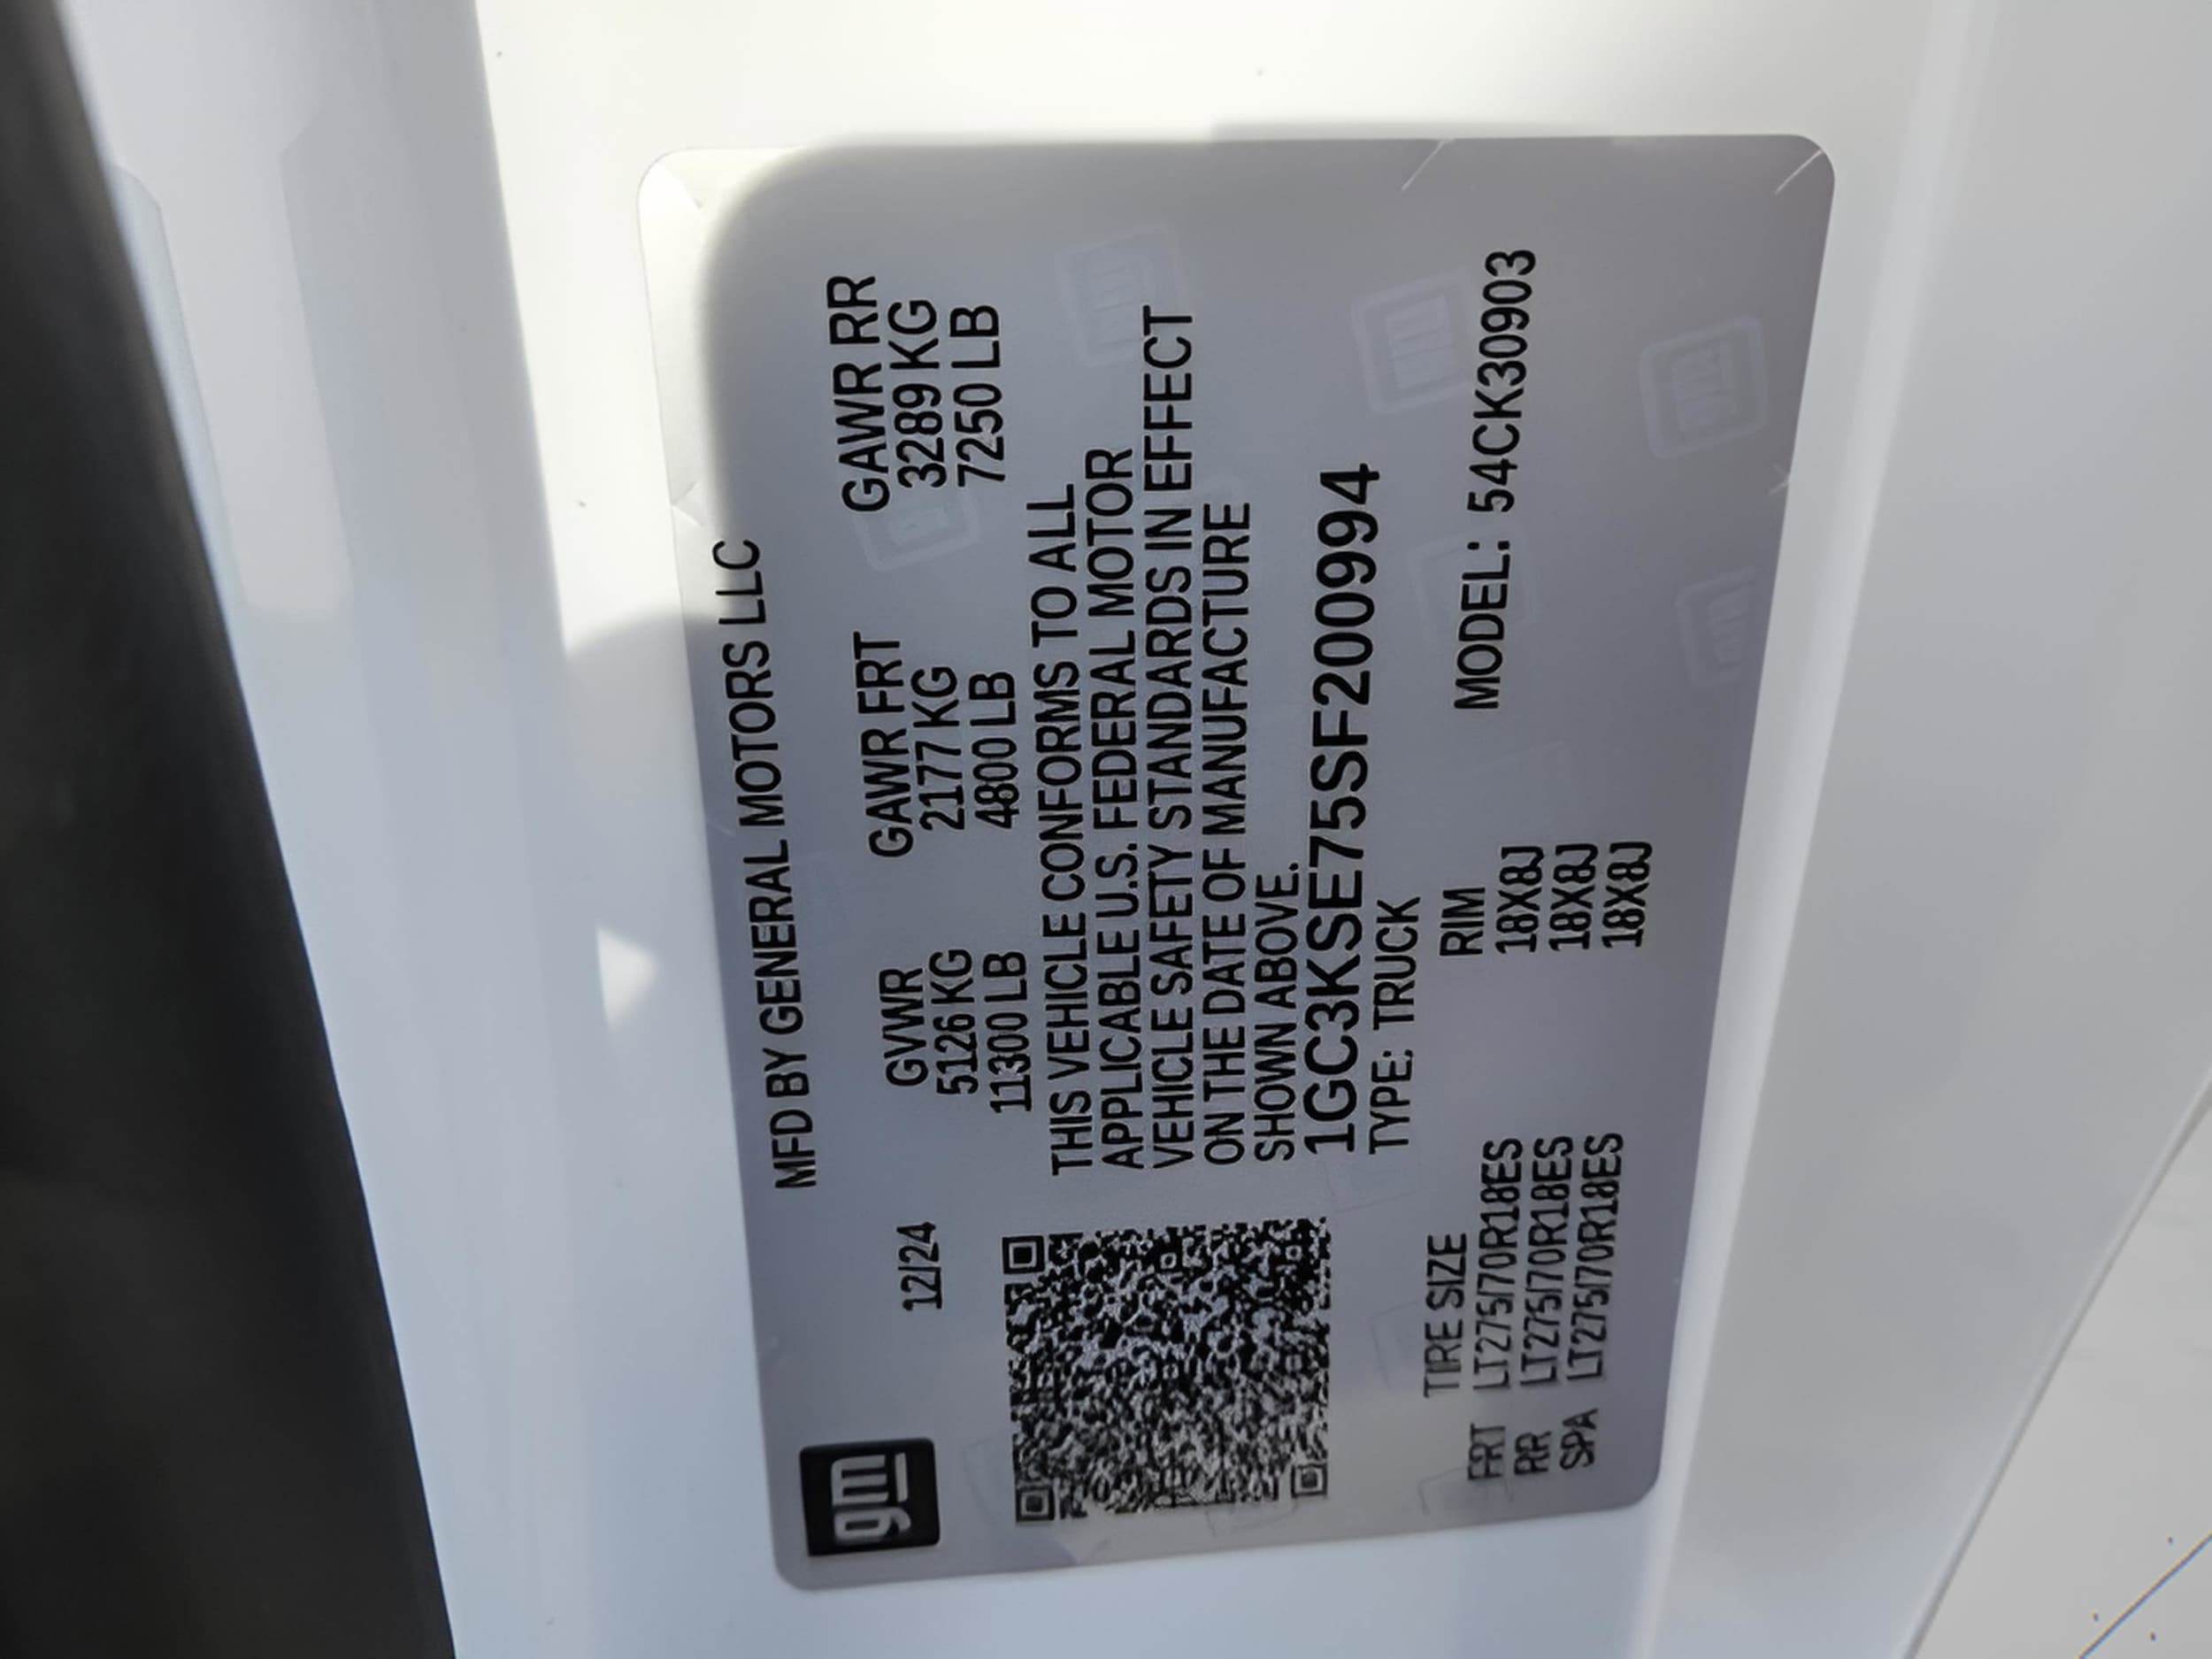 gm
MFD BY GENERAL MOTORS LLC
12/24
GVWR GAWR FRT GAWR RR
5126 KG 2177 KG 3289 KG
11300 LB 4800 LB 7250 LB
THIS VEHICLE CONFORMS TO ALL
APPLICABLE U.S. FEDERAL MOTOR
VEHICLE SAFETY STANDARDS IN EFFECT
ON THE DATE OF MANUFACTURE
SHOWN ABOVE.
1GC3KSE75SF200994
TYPE: TRUCK
MODEL: 54CK30903
TIRE SIZE RIM
FRT LT275/70R18ES 18X8J
RR LT275/70R18ES 18X8J
SPA LT275/70R18ES 18X8J